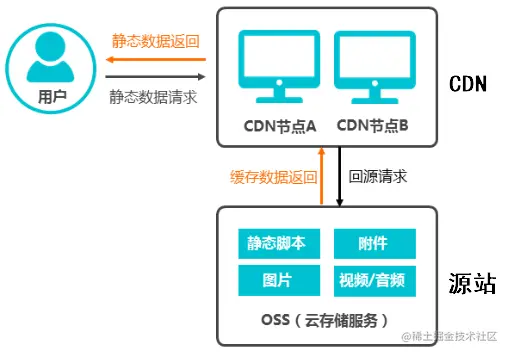 静态数据返回
用户
静态数据请求
CDN节点A
CDN节点B
CDN
缓存数据返回
回源请求
静态脚本
附件
图片
视频/音频
OSS（云存储服务）
源站
@稀土掘金技术社区